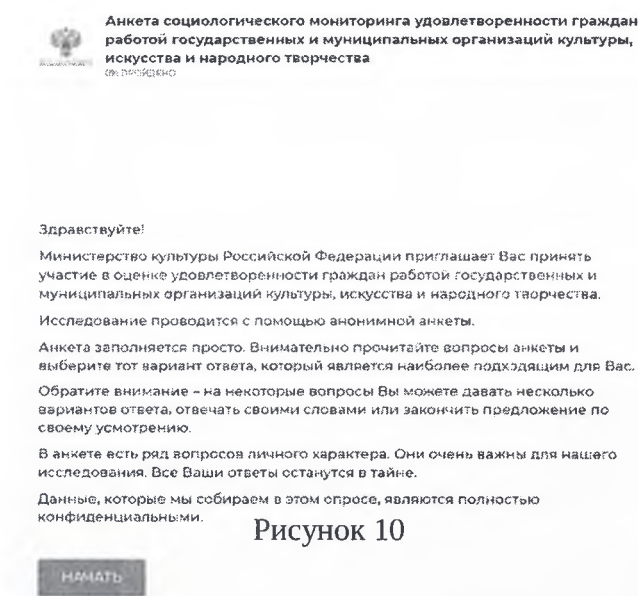 Анкета социологического мониторинга удовлетворенности граждан
работой государственных и муниципальных организаций культуры,
искусства и народного творчества
0% ПРОЙДЕНО
Здравствуйте!
Министерство культуры Российской Федерации приглашает Вас принять
участие в оценке удовлетворенности граждан работой государственных и
муниципальных организаций культуры, искусства и народного творчества.
Исследование проводится с помощью анонимной анкеты.
Анкета заполняется просто. Внимательно прочитайте вопросы анкеты и
выберите тот вариант ответа, который является наиболее подходящим для Вас.
Обратите внимание – на некоторые вопросы Вы можете давать несколько
вариантов ответа, отвечать своими словами или закончить предложение по
своему усмотрению.
В анкете есть ряд вопросов личного характера. Они очень важны для нашего
исследования. Все Ваши ответы останутся в тайне.
Данные, которые мы собираем в этом опросе, являются полностью
конфиденциальными.
Рисунок 10
НАЧАТЬ